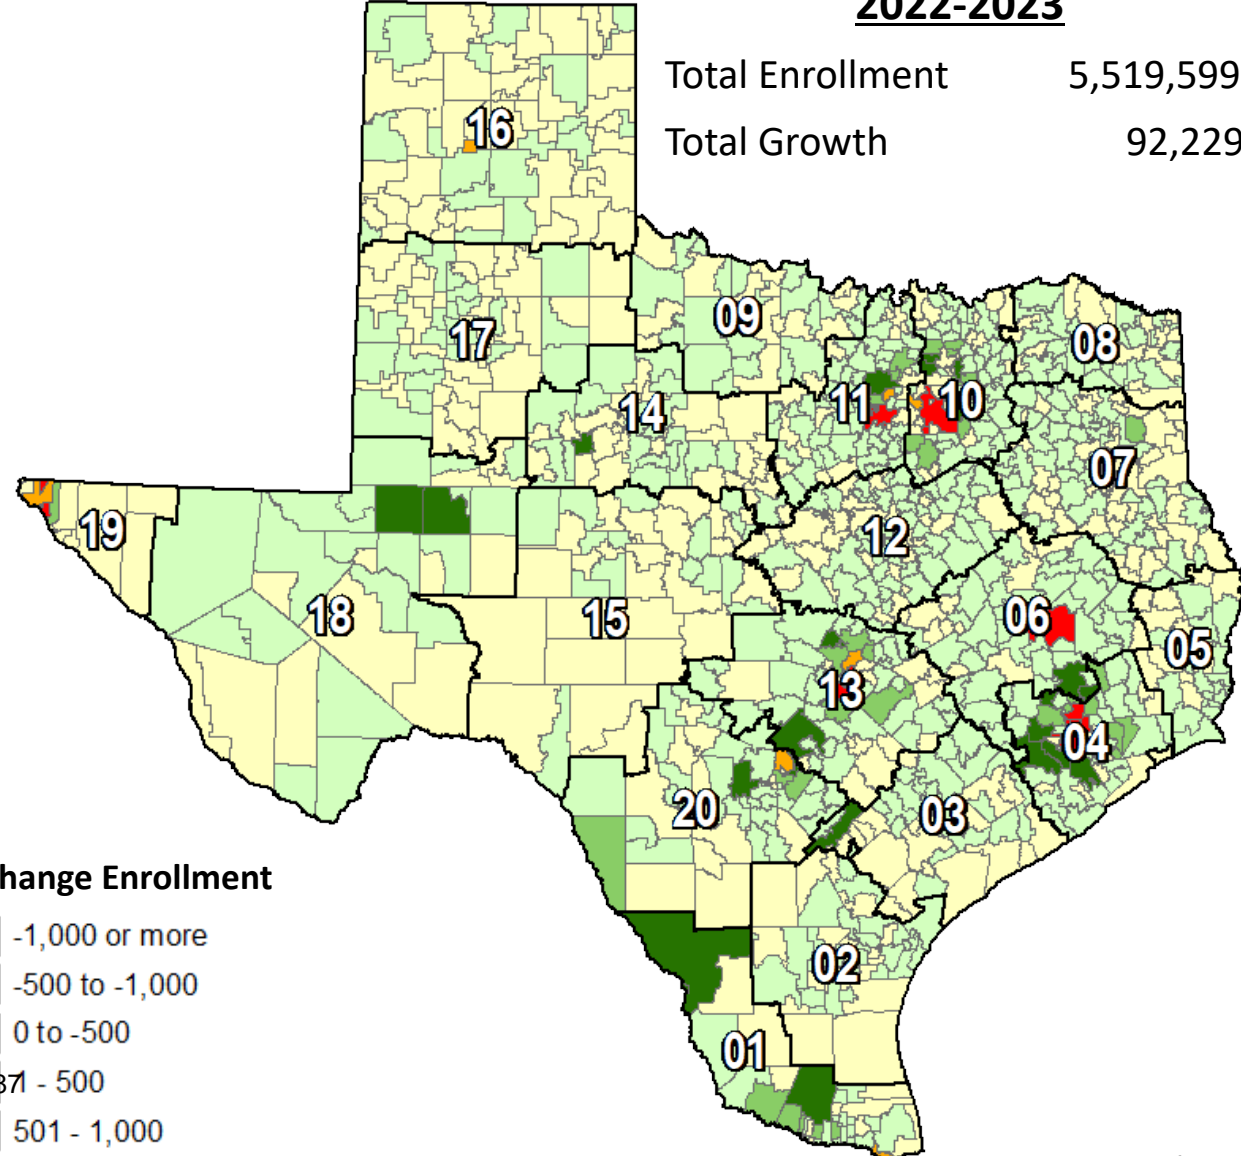 2022-2023
Total Enrollment 5,519,599
Total Growth 92,229
16
17
09
08
14
11
10
07
19
12
18
15
06
05
13
04
20
03
02
01
hange Enrollment
-1,000 or more
-500 to -1,000
0 to -500
1 - 500
501 - 1,000